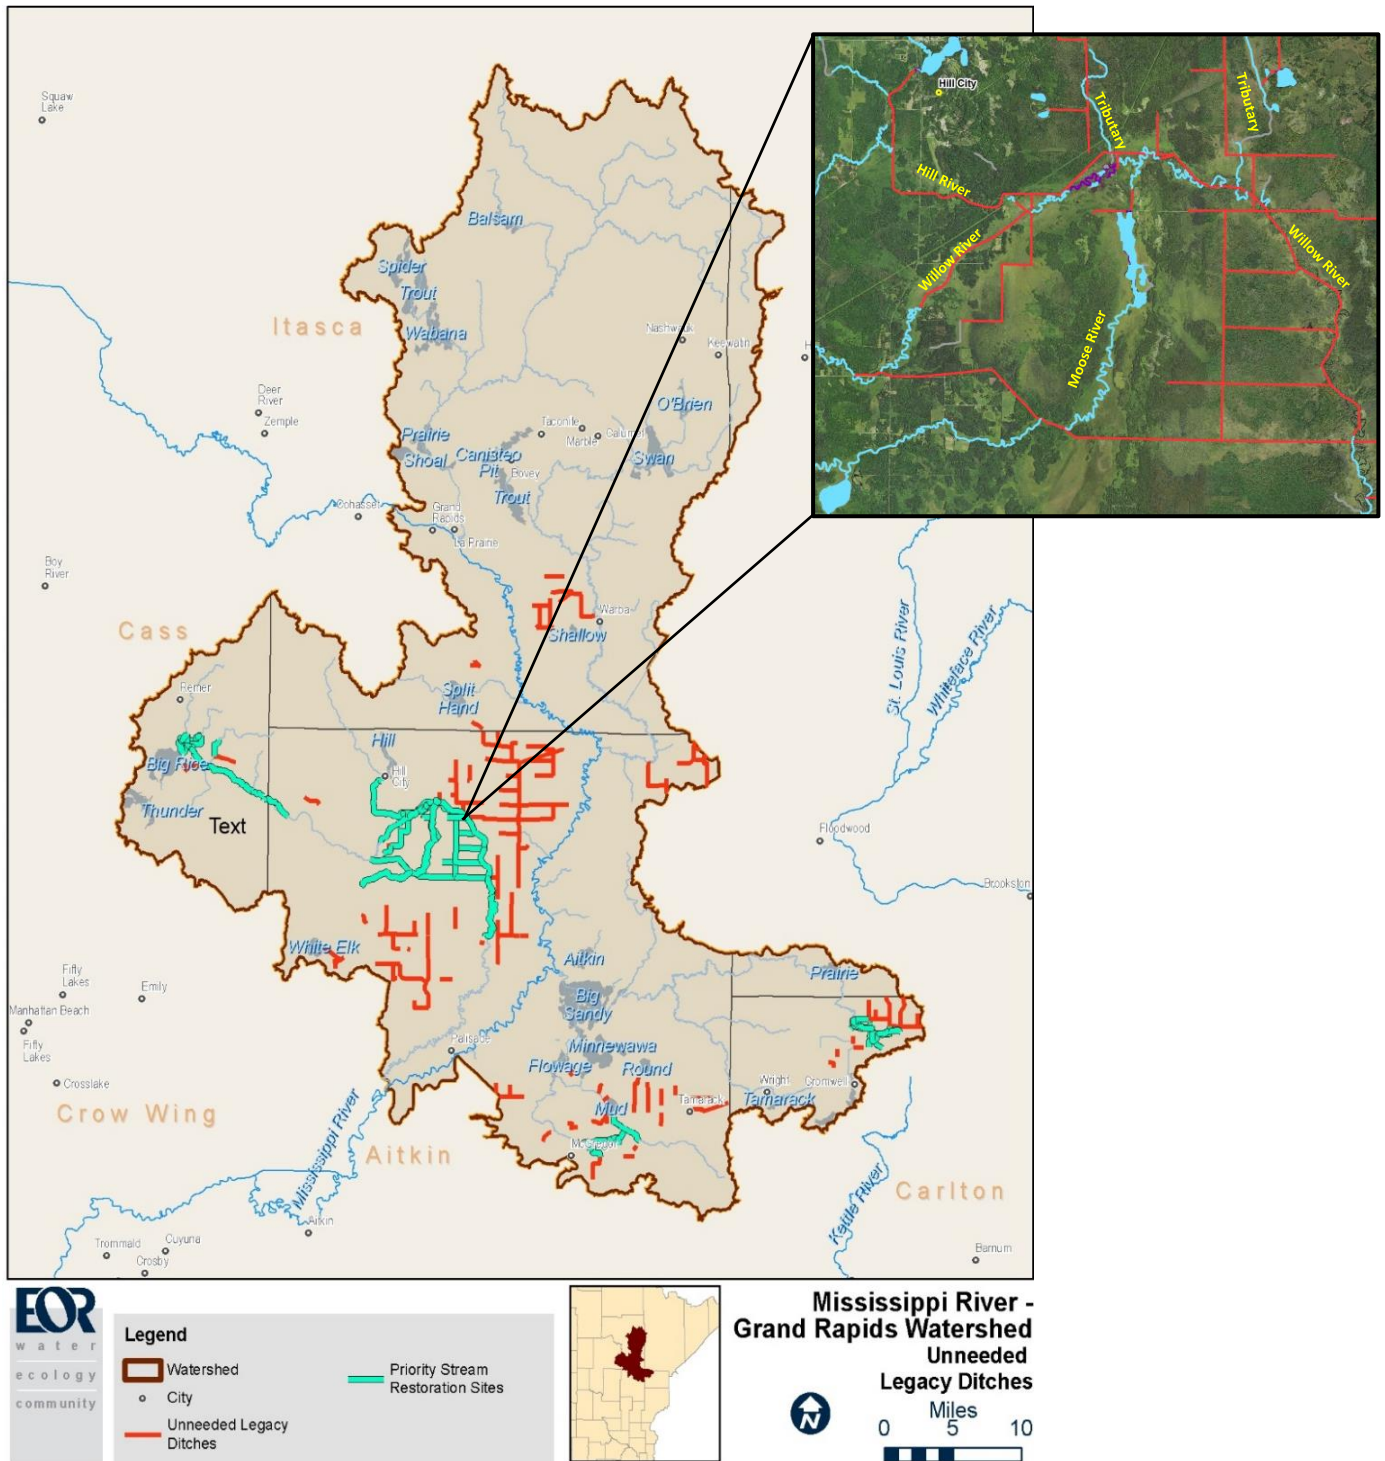 Squaw
Lake
Hill City
Tributary
Tributary
Hill River
Willow River
Willow River
Moose River
Balsam
Spider
Trout
Wabana
Itasca
Nashwauk
Keewatin
H
Deer
River
Zemple
O'Brien
Taconite
Marble
Calumet
Prairie
Shoal
Canisteo
Pit
Bovey
Swan
Trout
Cohasset
Grand
Rapids
La Praine
Boy
River
Cass
Warba
Shallow
St. Louis River
Whiteface River
Remer
Split
Hand
Hill
Big Rice
Hill
City
Thunder
Text
Floodwood
Brookston
White Elk
Aitkin
Prairie
Fifty
Lakes
Emily
Big
Sandy
Manhattan Beach
Fifty
Lakes
Palisade
Minnewawa
Flowage
Round
Crosslake
Wright
Cromwell
Tamarack
Crow Wing
Mud
Tamarack
Mississippi River
Aitkin
McGregor
Carlton
Kettle River
Aitkin
Trommald
Cuyuna
Crosby
Barnum
EOR
water
ecology
community
Legend
Watershed
City
Unneeded Legacy
Ditches
Priority Stream
Restoration Sites
Mississippi River -
Grand Rapids Watershed
Unneeded
Legacy Ditches
N
Miles
0 5 10